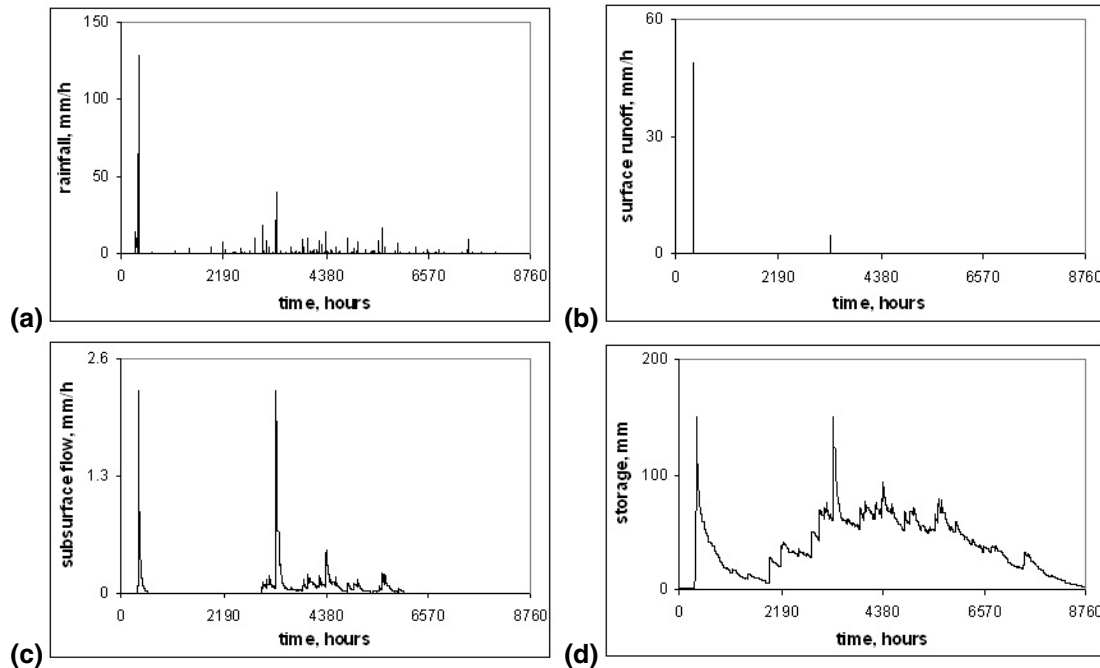 150
100
50
0
rainfall, mm/h
0 2190 4380 6570 8760
time, hours
(a)
60
30
0
surface runoff, mm/h
0 2190 4380 6570 8760
time, hours
(b)
2.6
1.3
0
subsurface flow, mm/h
0 2190 4380 6570 8760
time, hours
(c)
200
100
0
storage, mm
0 2190 4380 6570 8760
time, hours
(d)